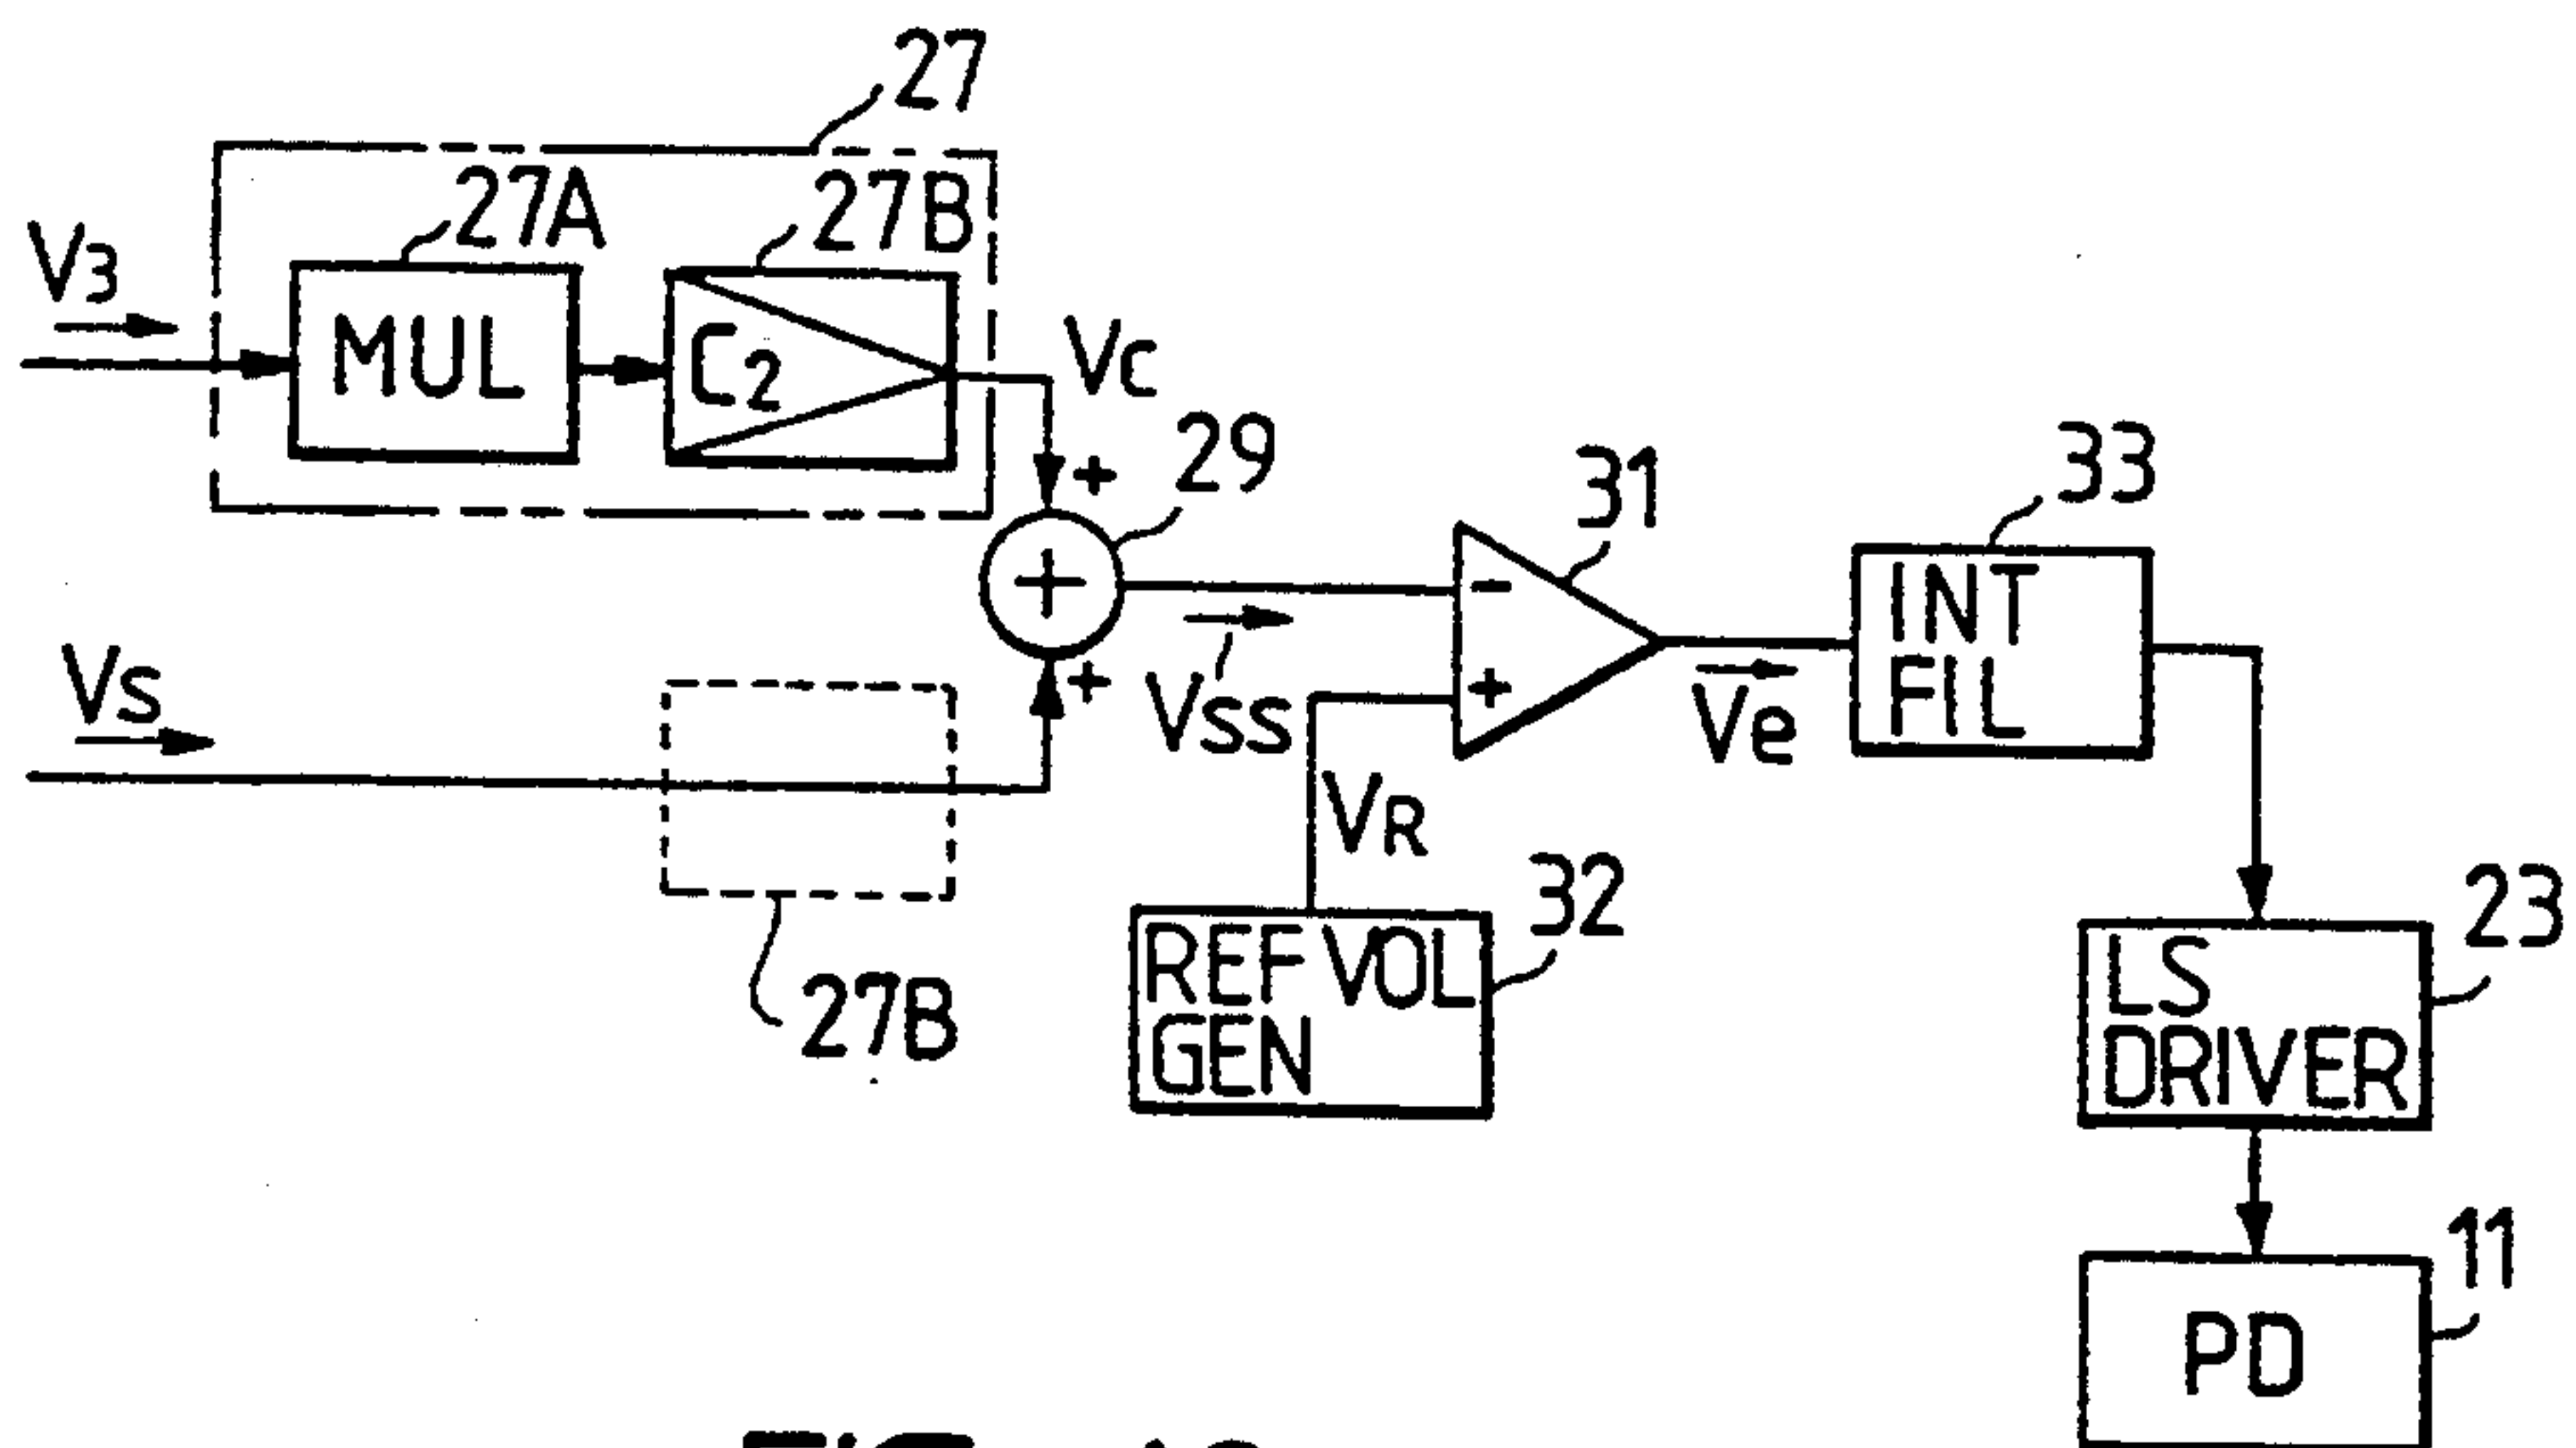 27
27A
27B
V3
MUL
C2
Vc
+
29
31
33
+
-
INT
FIL
Vs
+
Vss
+
Ve
VR
32
27B
REF VOL
GEN
23
LS
DRIVER
11
PD